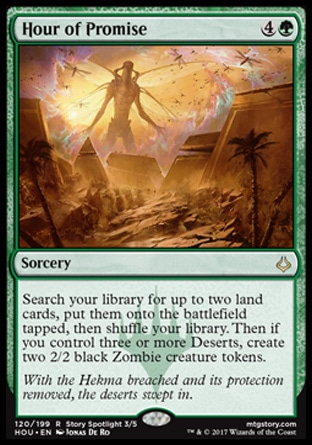 Hour of Promise 4
Sorcery
Search your library for up to two land
cards, put them onto the battlefield
tapped, then shuffle your library. Then if
you control three or more Deserts, create
two 2/2 black Zombie creature tokens.
With the Hekma breached and its protection
removed, the deserts swept in.
120/199 R Story Spotlight 3/5 mtgstory.com
HOU • EN Jonas De Ro ™ & © 2017 Wizards of the Coast